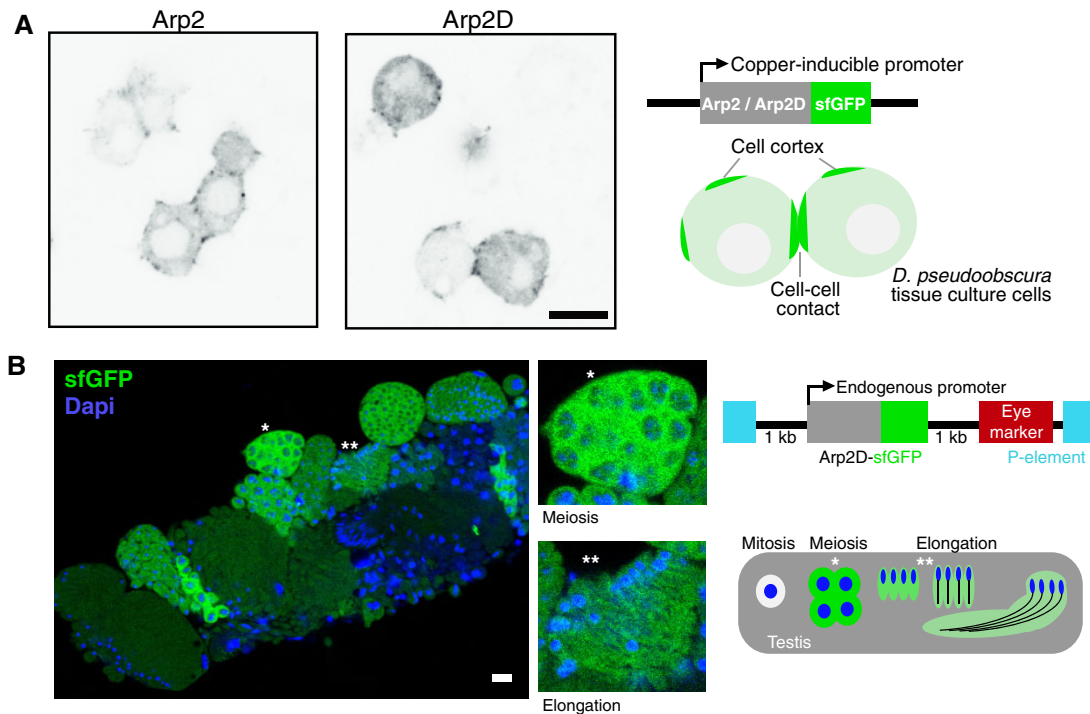 A
Arp2
Arp2D
Copper-inducible promoter
Arp2 / Arp2D
sfGFP
Cell cortex
Cell-cell
contact
D. pseudoobscura
tissue culture cells
B
sfGFP
Dapi
*
**
*
Meiosis
**
Elongation
Endogenous promoter
Eye
marker
1 kb
1 kb
Arp2D-sfGFP
P-element
Mitosis
Meiosis
Elongation
*
**
Testis